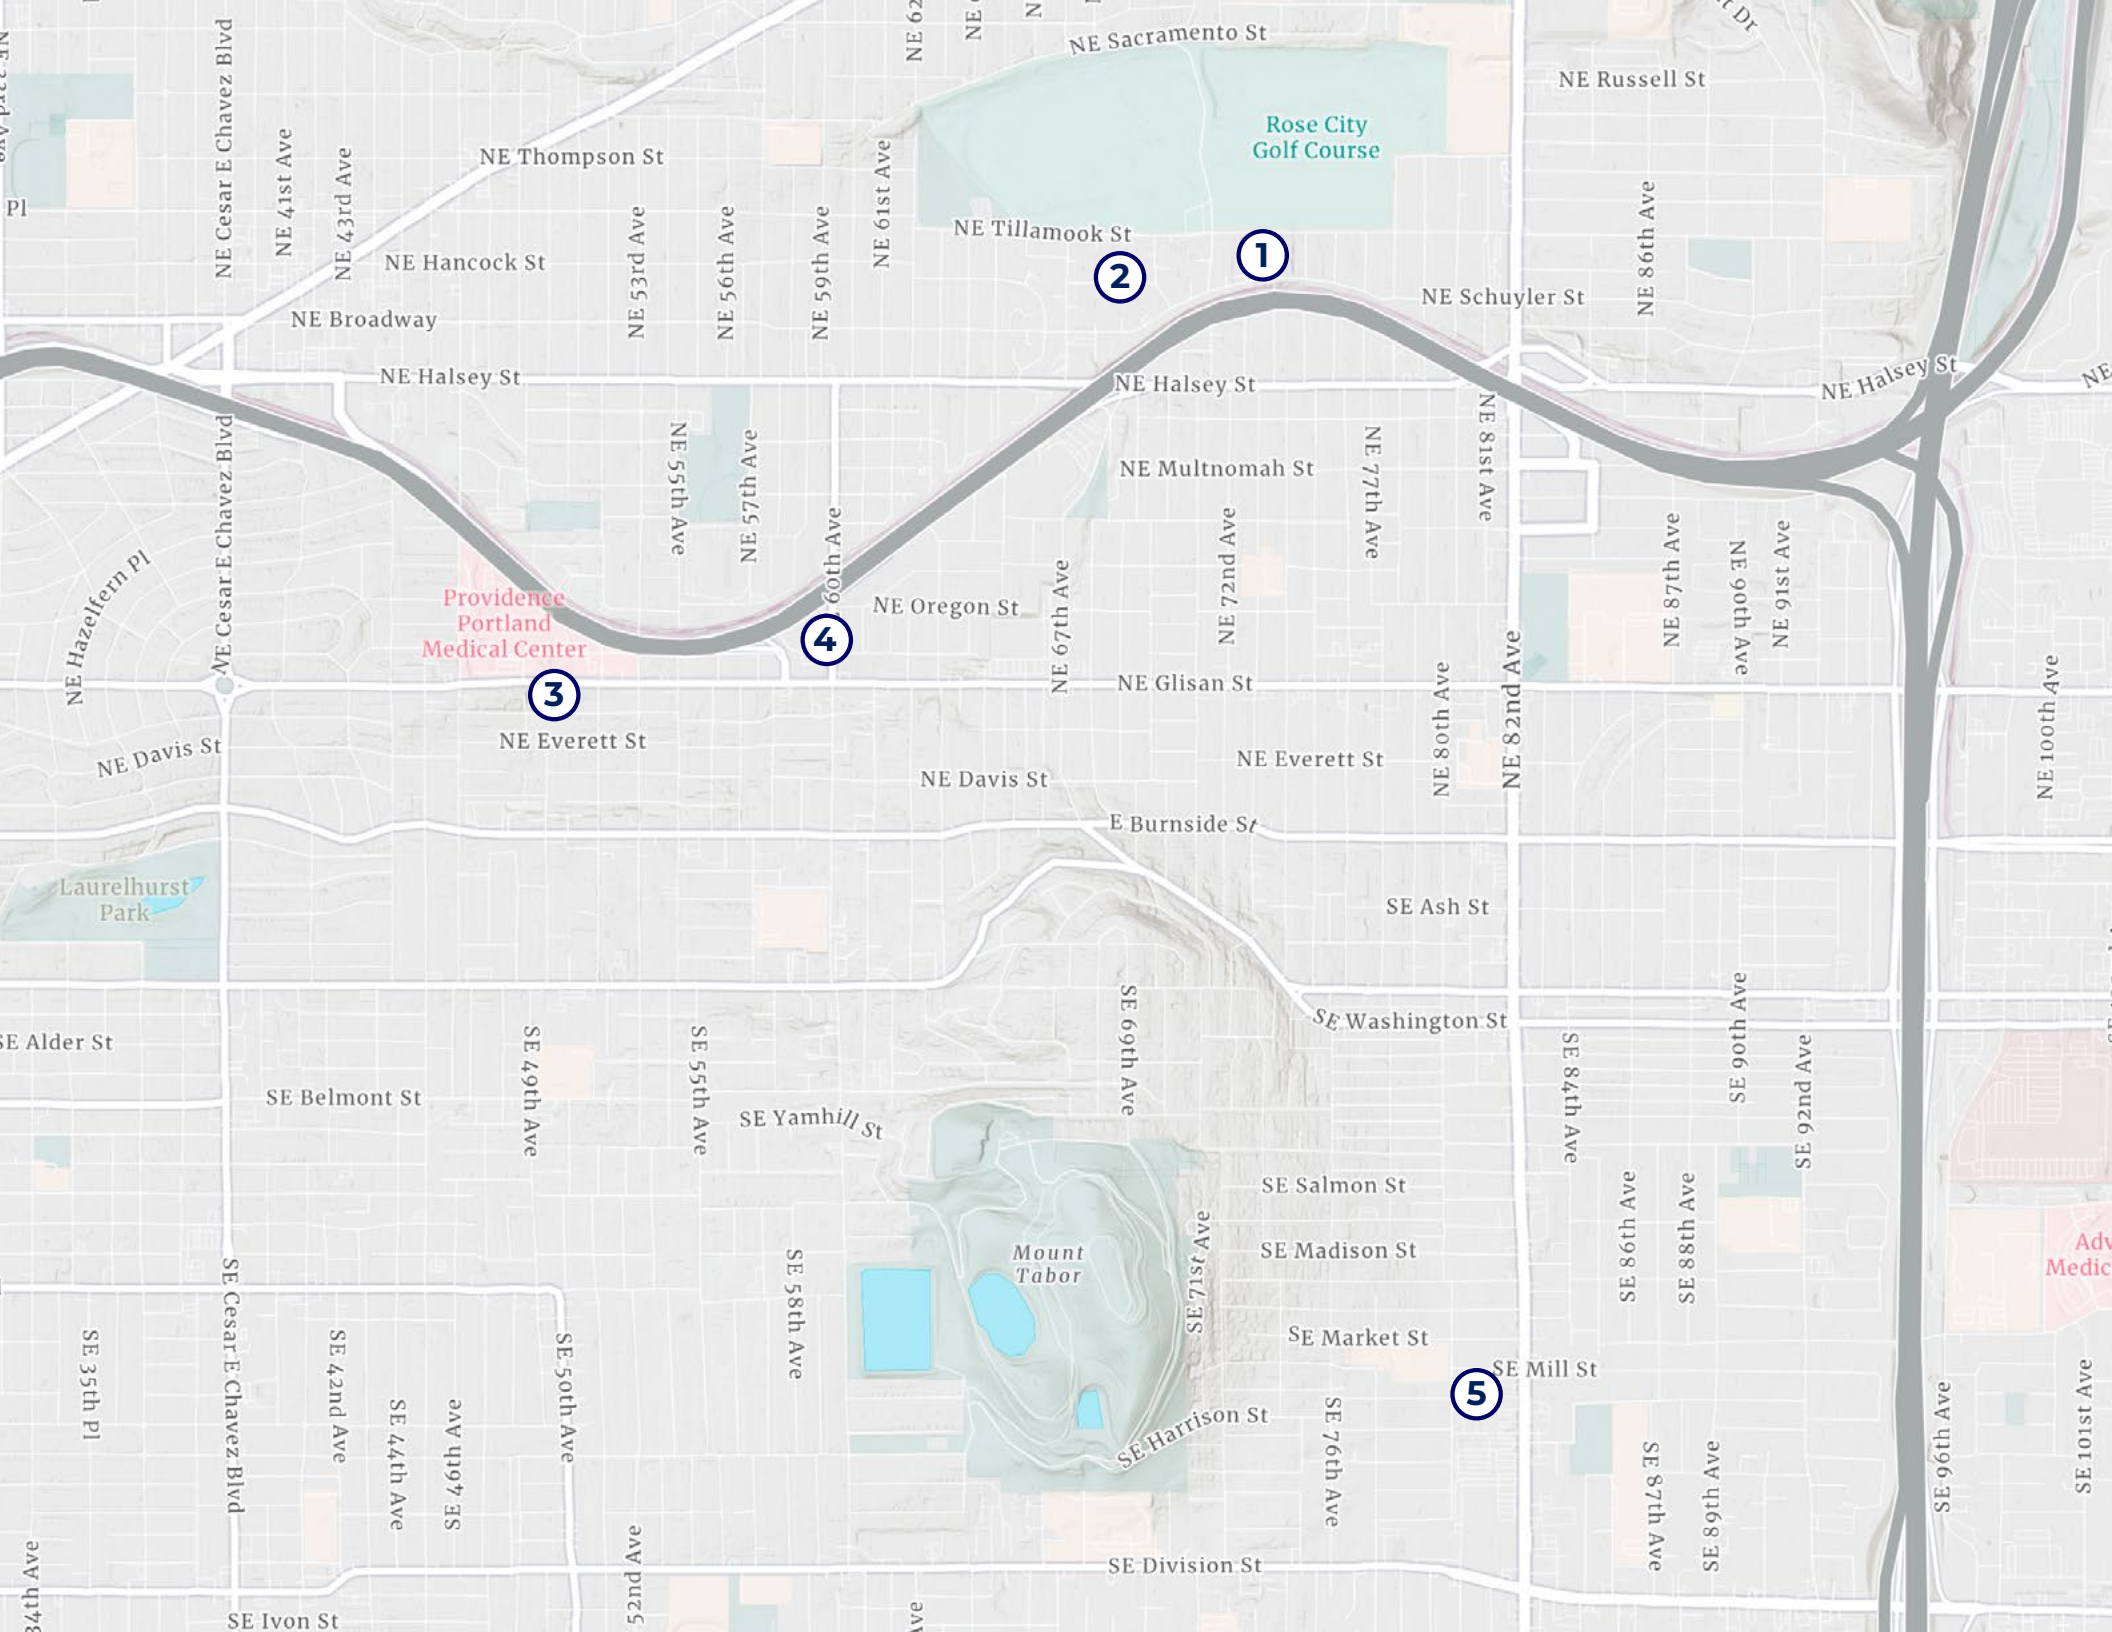 NE Sacramento St
NE Russell St
Rose City
Golf Course
NE Thompson St
NE Cesar E Chavez Blvd
NE 41st Ave
NE 43rd Ave
NE 61st Ave
Pl
NE Tillamook St
NE 53rd Ave
NE 56th Ave
NE 59th Ave
NE 86th Ave
1
2
NE Hancock St
NE Schuyler St
NE Broadway
NE Halsey St
NE Halsey St
NE Halsey St
NE
NE Cesar E Chavez Blvd
NE 55th Ave
NE 57th Ave
NE Multnomah St
NE 77th Ave
NE 81st Ave
60th Ave
NE 72nd Ave
NE 87th Ave
NE 90th Ave
NE 91st Ave
NE Hazelfern Pl
Providence
Portland
Medical Center
NE Oregon St
NE 67th Ave
4
3
NE Glisan St
NE 80th Ave
NE 82nd Ave
NE 100th Ave
NE Everett St
NE Davis St
NE Everett St
NE Davis St
E Burnside St
Laurelhurst
Park
SE Ash St
SE 69th Ave
SE 90th Ave
SE Washington St
SE Alder St
SE 49th Ave
SE 55th Ave
SE 84th Ave
SE 92nd Ave
SE Belmont St
SE Yamhill St
SE Salmon St
SE 86th Ave
SE 88th Ave
Mount
Tabor
SE 71st Ave
SE Madison St
Adv
Medic
SE Cesar E Chavez Blvd
SE 58th Ave
SE 35th Pl
SE 42nd Ave
SE 50th Ave
SE Market St
SE Mill St
5
SE 44th Ave
SE 46th Ave
SE Harrison St
SE 76th Ave
SE 87th Ave
SE 89th Ave
SE 96th Ave
SE 101st Ave
34th Ave
52nd Ave
SE Division St
SE Ivon St
Ave